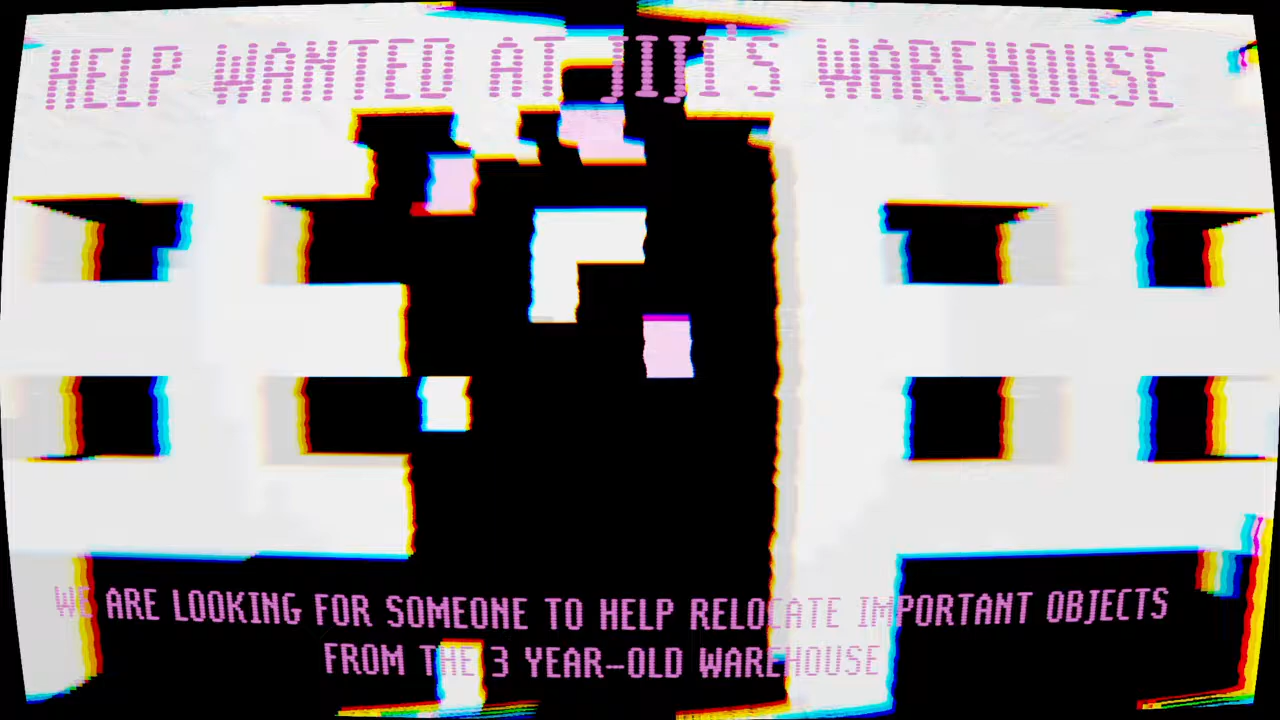 HELP WANTED AT JIJI'S WAREHOUSE
WE ARE LOOKING FOR SOMEONE TO HELP RELOCATE IMPORTANT OBJECTS
FROM THE 3 YEAR-OLD WAREHOUSE